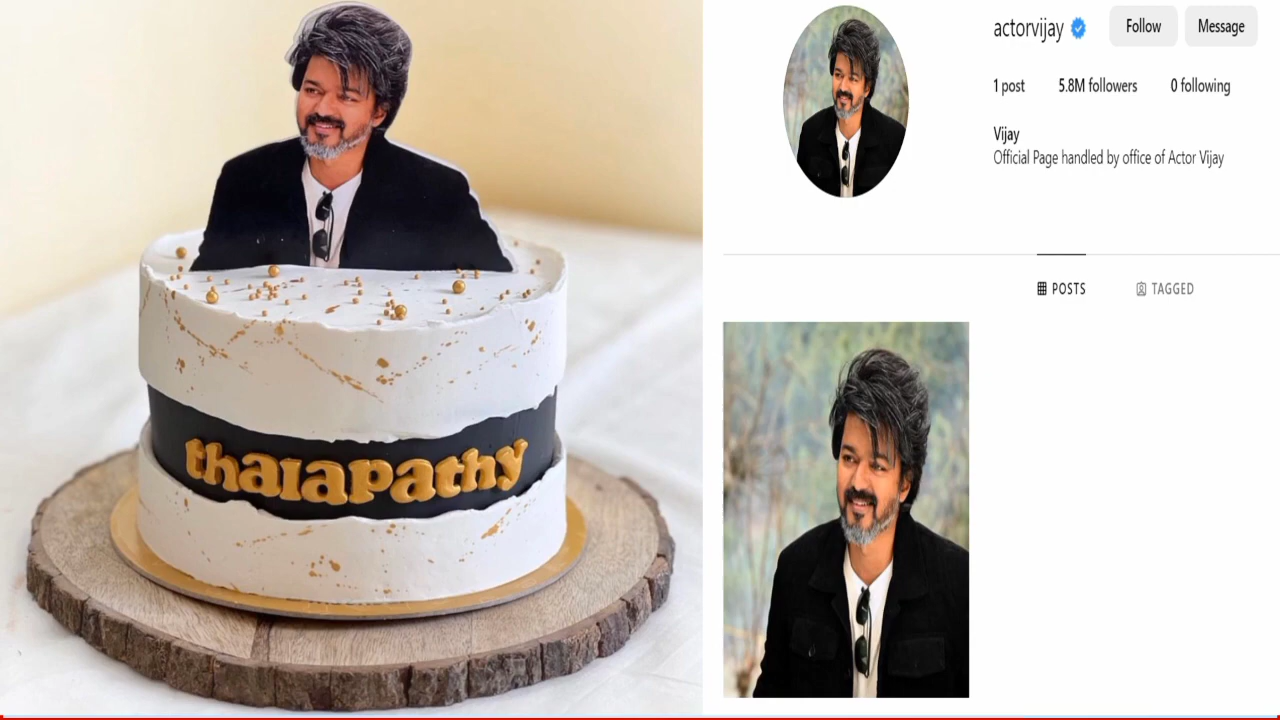 thalapathy
actorvijay
Follow
Message
1 post
5.8M followers
0 following
Vijay
Official Page handled by office of Actor Vijay
POSTS
TAGGED